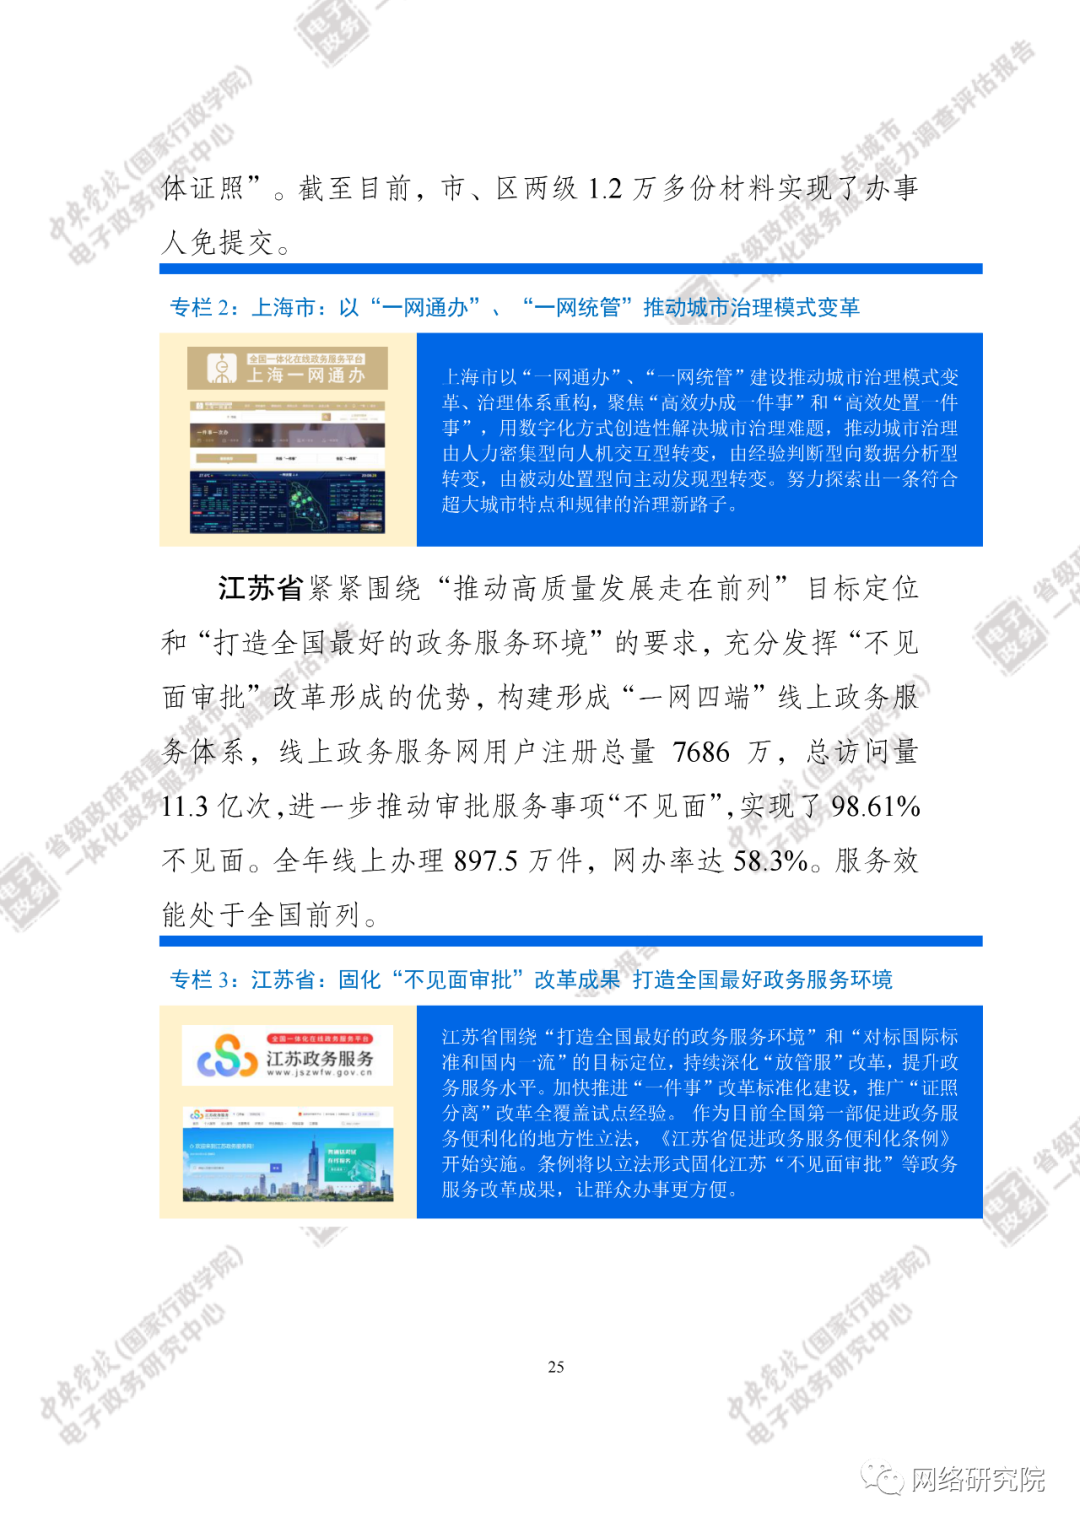 体证照”。截至目前，市、区两级 1.2 万多份材料实现了办事
人免提交。
专栏 2：上海市：以“一网通办”、“一网统管”推动城市治理模式变革
全国一体化在线政务服务平台
上海一网通办
上海市以“一网通办”、“一网统管”建设推动城市治理模式变
革、治理体系重构，聚焦“高效办成一件事”和“高效处置一件
事”，用数字化方式创造性解决城市治理难题，推动城市治理
由人力密集型向人机交互型转变，由经验判断型向数据分析型
转变，由被动处置型向主动发现型转变。努力探索出一条符合
超大城市特点和规律的治理新路子。
江苏省紧紧围绕“推动高质量发展走在前列”目标定位
和“打造全国最好的政务服务环境”的要求，充分发挥“不见
面审批”改革形成的优势，构建形成“一网四端”线上政务服
务体系，线上政务服务网用户注册总量 7686 万，总访问量
11.3 亿次，进一步推动审批服务事项“不见面”，实现了 98.61%
不见面。全年线上办理 897.5 万件，网办率达 58.3%。服务效
能处于全国前列。
专栏 3：江苏省：固化“不见面审批”改革成果 打造全国最好政务服务环境
全国一体化在线政务服务平台
江苏政务服务
www.jszwfw.gov.cn
江苏省围绕“打造全国最好的政务服务环境”和“对标国际标
准和国内一流”的目标定位，持续深化“放管服”改革，提升政
务服务水平。加快推进“一件事”改革标准化建设，推广“证照
分离”改革全覆盖试点经验。 作为目前全国第一部促进政务服
务便利化的地方性立法，《江苏省促进政务服务便利化条例》
开始实施。条例将以立法形式固化江苏“不见面审批”等政务
服务改革成果，让群众办事更方便。
25
中央党校（国家行政学院）
电子政务研究中心
网络研究院